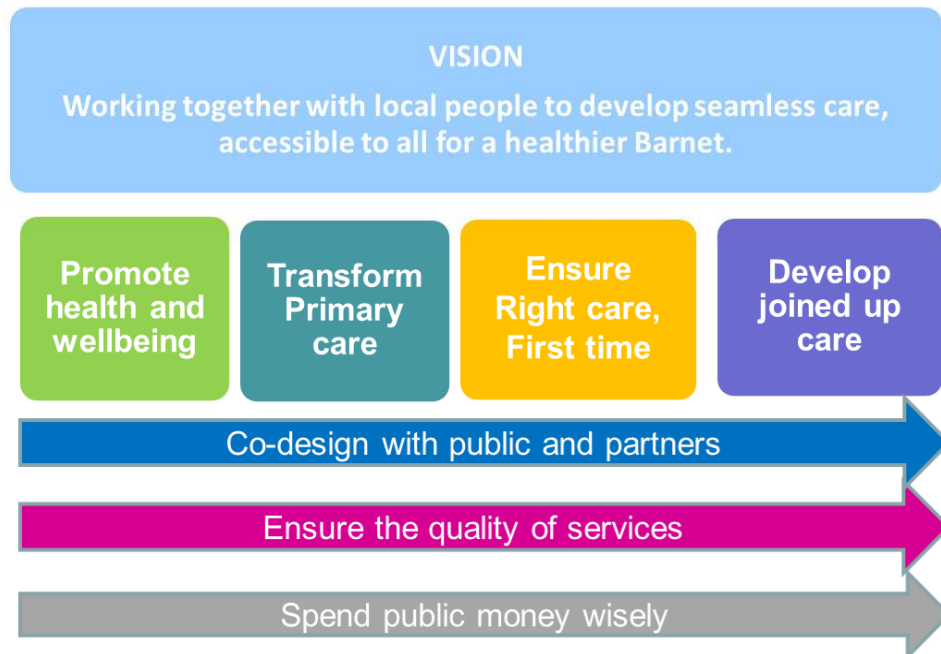 VISION
Working together with local people to develop seamless care,
accessible to all for a healthier Barnet.
Promote
health and
wellbeing
Transform
Primary
care
Ensure
Right care,
First time
Develop
joined up
care
Co-design with public and partners
Ensure the quality of services
Spend public money wisely